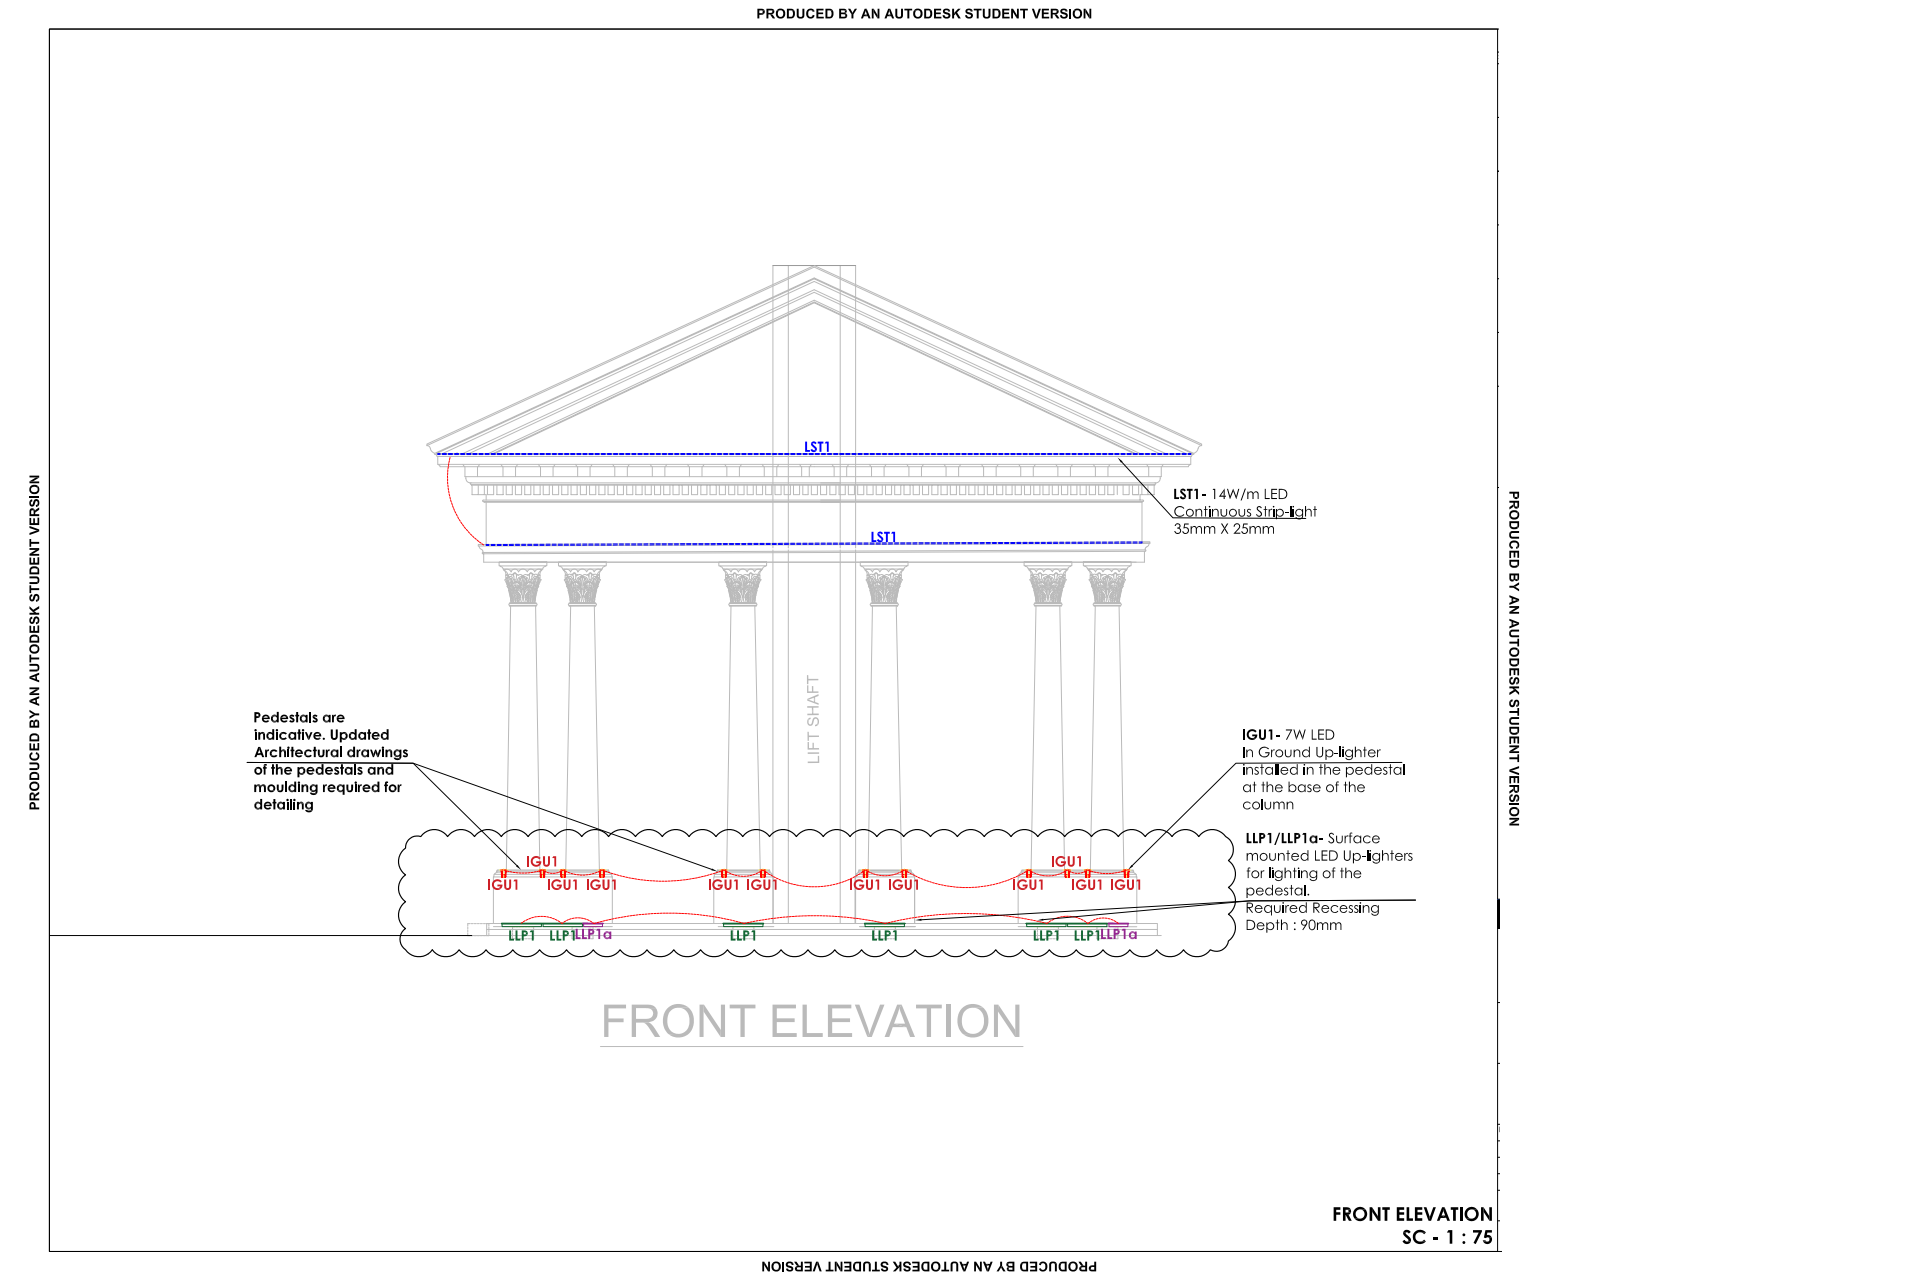 PRODUCED BY AN AUTODESK STUDENT VERSION
PRODUCED BY AN AUTODESK STUDENT VERSION
PRODUCED BY AN AUTODESK STUDENT VERSION
LST1
LST1- 14W/m LED
Continuous Strip-light
35mm X 25mm
LST1
LIFT SHAFT
Pedestals are
indicative. Updated
Architectural drawings
of the pedestals and
moulding required for
detailing
IGU1- 7W LED
In Ground Up-lighter
installed in the pedestal
at the base of the
column
LLP1/LLP1a- Surface
mounted LED Up-lighters
for lighting of the
pedestal.
Required Recessing
Depth : 90mm
IGU1 IGU1
IGU1 IGU1 IGU1 IGU1 IGU1 IGU1 IGU1 IGU1 IGU1 IGU1
LLP1 LLP1 LLP1a LLP1 LLP1 LLP1 LLP1 LLP1a
FRONT ELEVATION
FRONT ELEVATION
SC - 1 : 75
PRODUCED BY AN AUTODESK STUDENT VERSION